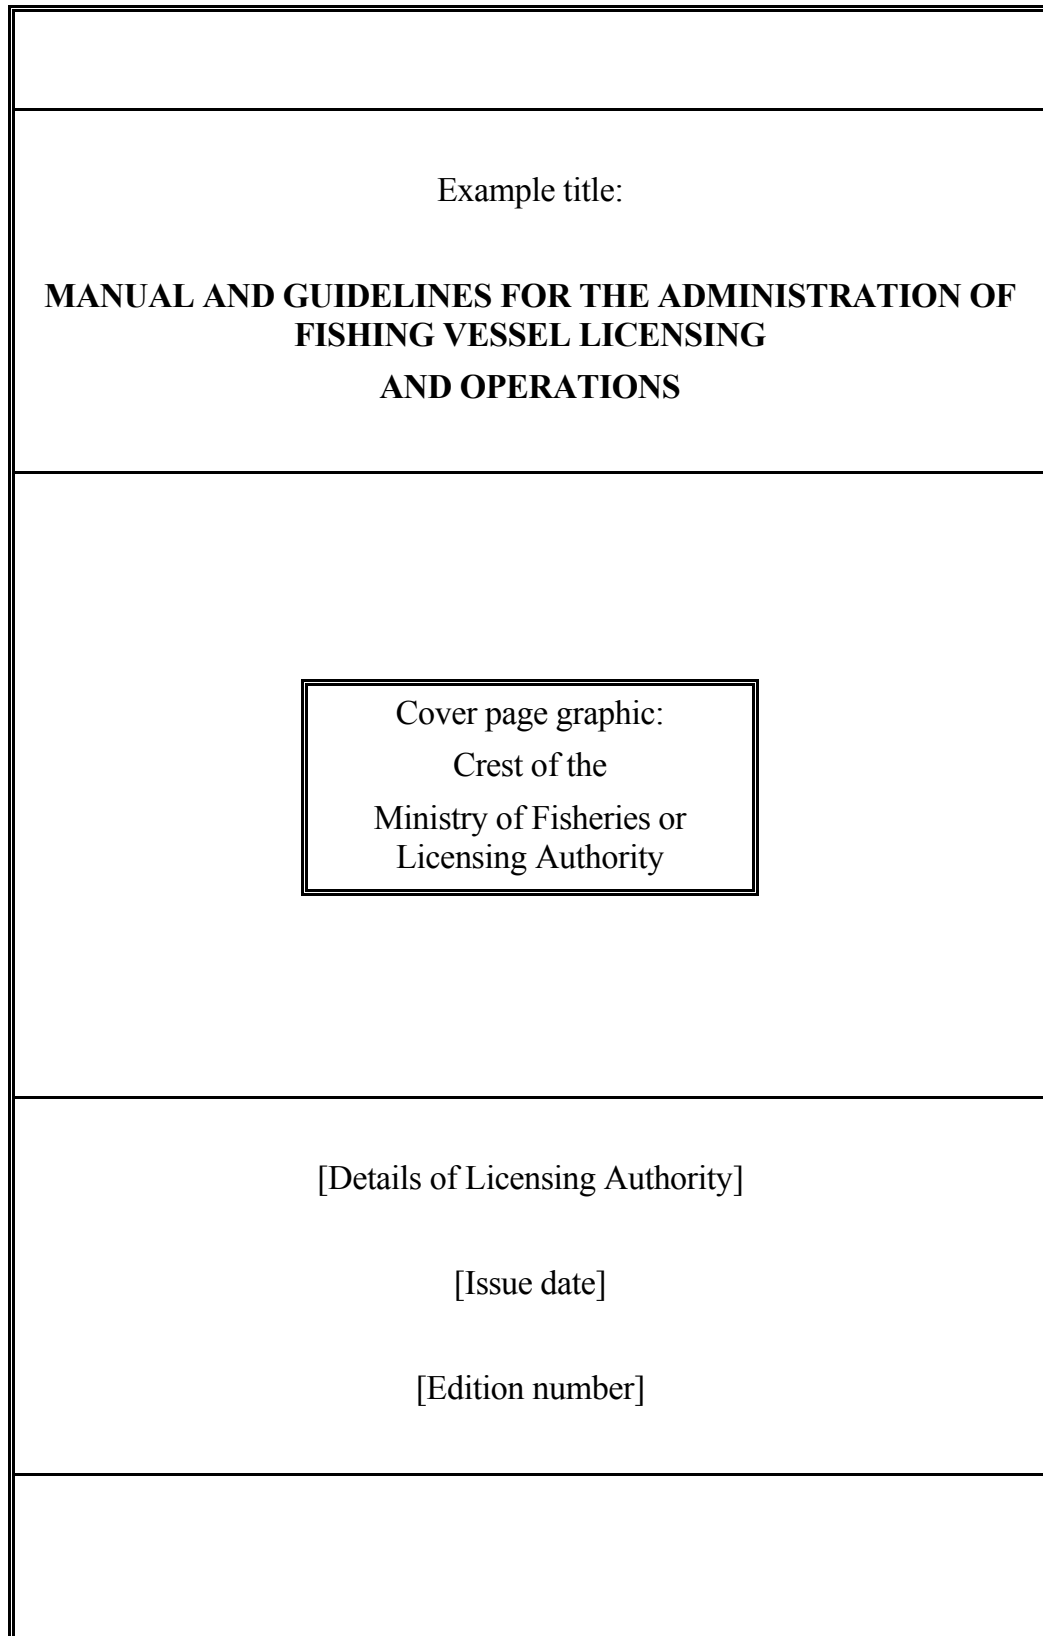 Example title:
MANUAL AND GUIDELINES FOR THE ADMINISTRATION OF
FISHING VESSEL LICENSING
AND OPERATIONS
Cover page graphic:
Crest of the
Ministry of Fisheries or
Licensing Authority
[Details of Licensing Authority]
[Issue date]
[Edition number]